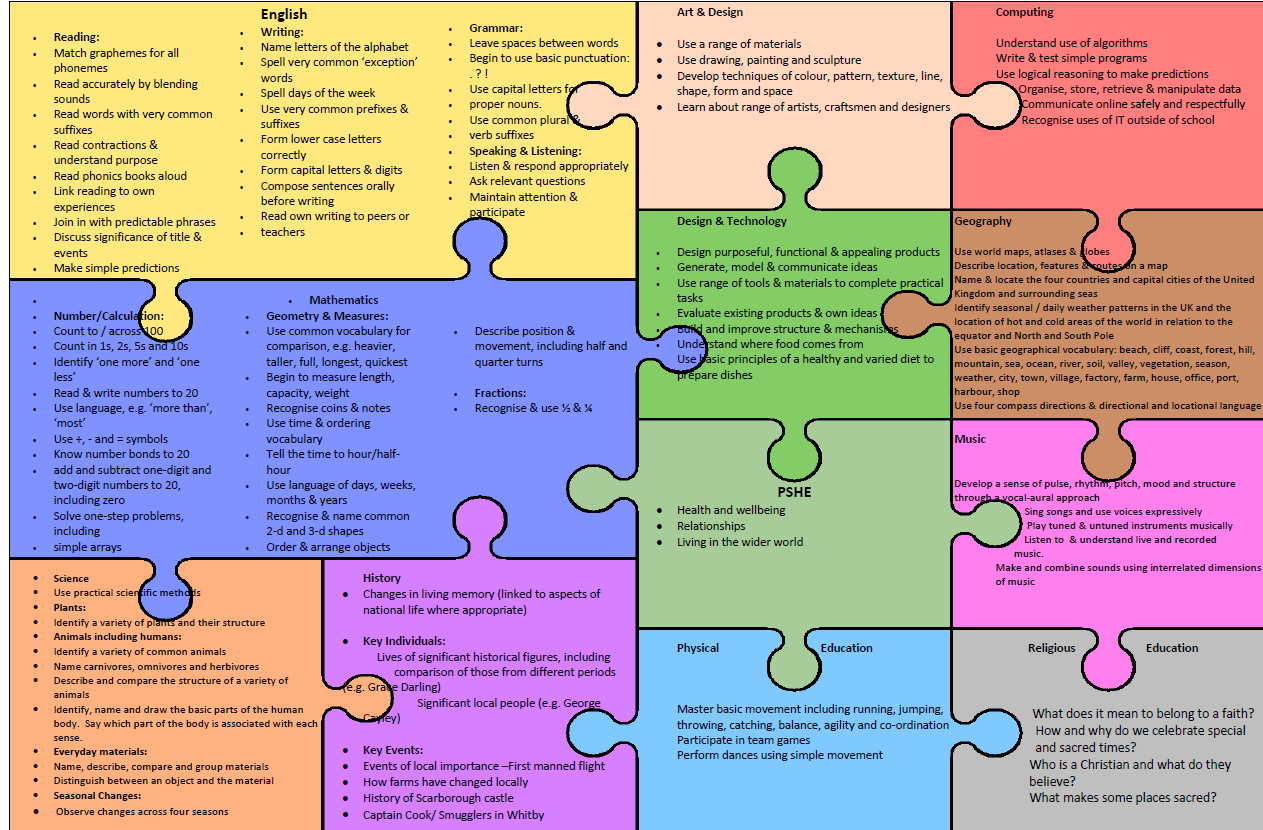 English
Reading:
Match graphemes for all
phonemes
Read accurately by blending
sounds
Read words with very common
suffixes
Read contractions &
understand purpose
Read phonics books aloud
Link reading to own
experiences
Join in with predictable phrases
Discuss significance of title &
events
Make simple predictions
Writing:
Name letters of the alphabet
Spell very common ‘exception’
words
Spell days of the week
Use very common prefixes &
suffixes
Form lower case letters
correctly
Form capital letters & digits
Compose sentences orally
before writing
Read own writing to peers or
teachers
Grammar:
Leave spaces between words
Begin to use basic punctuation:
. ? !
Use capital letters for
proper nouns.
Use common plural &
verb suffixes
Speaking & Listening:
Listen & respond appropriately
Ask relevant questions
Maintain attention &
participate
Art & Design
Use a range of materials
Use drawing, painting and sculpture
Develop techniques of colour, pattern, texture, line,
shape, form and space
Learn about range of artists, craftsmen and designers
Computing
Understand use of algorithms
Write & test simple programs
Use logical reasoning to make predictions
Organise, store, retrieve & manipulate data
Communicate online safely and respectfully
Recognise uses of IT outside of school
Design & Technology
Design purposeful, functional & appealing products
Generate, model & communicate ideas
Use range of tools & materials to complete practical
tasks
Evaluate existing products & own ideas
Build and improve structure & mechanisms
Understand where food comes from
Use basic principles of a healthy and varied diet to
prepare dishes
Geography
Use world maps, atlases & globes
Describe location, features & routes on a map
Name & locate the four countries and capital cities of the United
Kingdom and surrounding seas
Identify seasonal / daily weather patterns in the UK and the
location of hot and cold areas of the world in relation to the
equator and North and South Pole
Use basic geographical vocabulary: beach, cliff, coast, forest, hill,
mountain, sea, ocean, river, soil, valley, vegetation, season,
weather, city, town, village, factory, farm, house, office, port,
harbour, shop
Use four compass directions & directional and locational language
Mathematics
Number/Calculation:
Count to / across 100
Count in 1s, 2s, 5s and 10s
Identify ‘one more’ and ‘one
less’
Read & write numbers to 20
Use language, e.g. ‘more than’,
‘most’
Use +, - and = symbols
Know number bonds to 20
add and subtract one-digit and
two-digit numbers to 20,
including zero
Solve one-step problems,
including
simple arrays
Geometry & Measures:
Use common vocabulary for
comparison, e.g. heavier,
taller, full, longest, quickest
Begin to measure length,
capacity, weight
Recognise coins & notes
Use time & ordering
vocabulary
Tell the time to hour/half-
hour
Use language of days, weeks,
months & years
Recognise & name common
2-d and 3-d shapes
Order & arrange objects
Describe position &
movement, including half and
quarter turns
Fractions:
Recognise & use ½ & ¼
PSHE
Health and wellbeing
Relationships
Living in the wider world
Music
Develop a sense of pulse, rhythm, pitch, mood and structure
through a vocal-aural approach
Sing songs and use voices expressively
Play tuned & untuned instruments musically
Listen to & understand live and recorded
music.
Make and combine sounds using interrelated dimensions
of music
Science
Use practical scientific methods
Plants:
Identify a variety of plants and their structure
Animals including humans:
Identify a variety of common animals
Name carnivores, omnivores and herbivores
Describe and compare the structure of a variety of
animals
Identify, name and draw the basic parts of the human
body. Say which part of the body is associated with each
sense.
Everyday materials:
Name, describe, compare and group materials
Distinguish between an object and the material
Seasonal Changes:
Observe changes across four seasons
History
Changes in living memory (linked to aspects of
national life where appropriate)
Key Individuals:
Lives of significant historical figures, including
comparison of those from different periods
(e.g. Grace Darling)
Significant local people (e.g. George
Cayley)
Key Events:
Events of local importance –First manned flight
How farms have changed locally
History of Scarborough castle
Captain Cook/ Smugglers in Whitby
Physical Education
Master basic movement including running, jumping,
throwing, catching, balance, agility and co-ordination
Participate in team games
Perform dances using simple movement
Religious Education
What does it mean to belong to a faith?
How and why do we celebrate special
and sacred times?
Who is a Christian and what do they
believe?
What makes some places sacred?